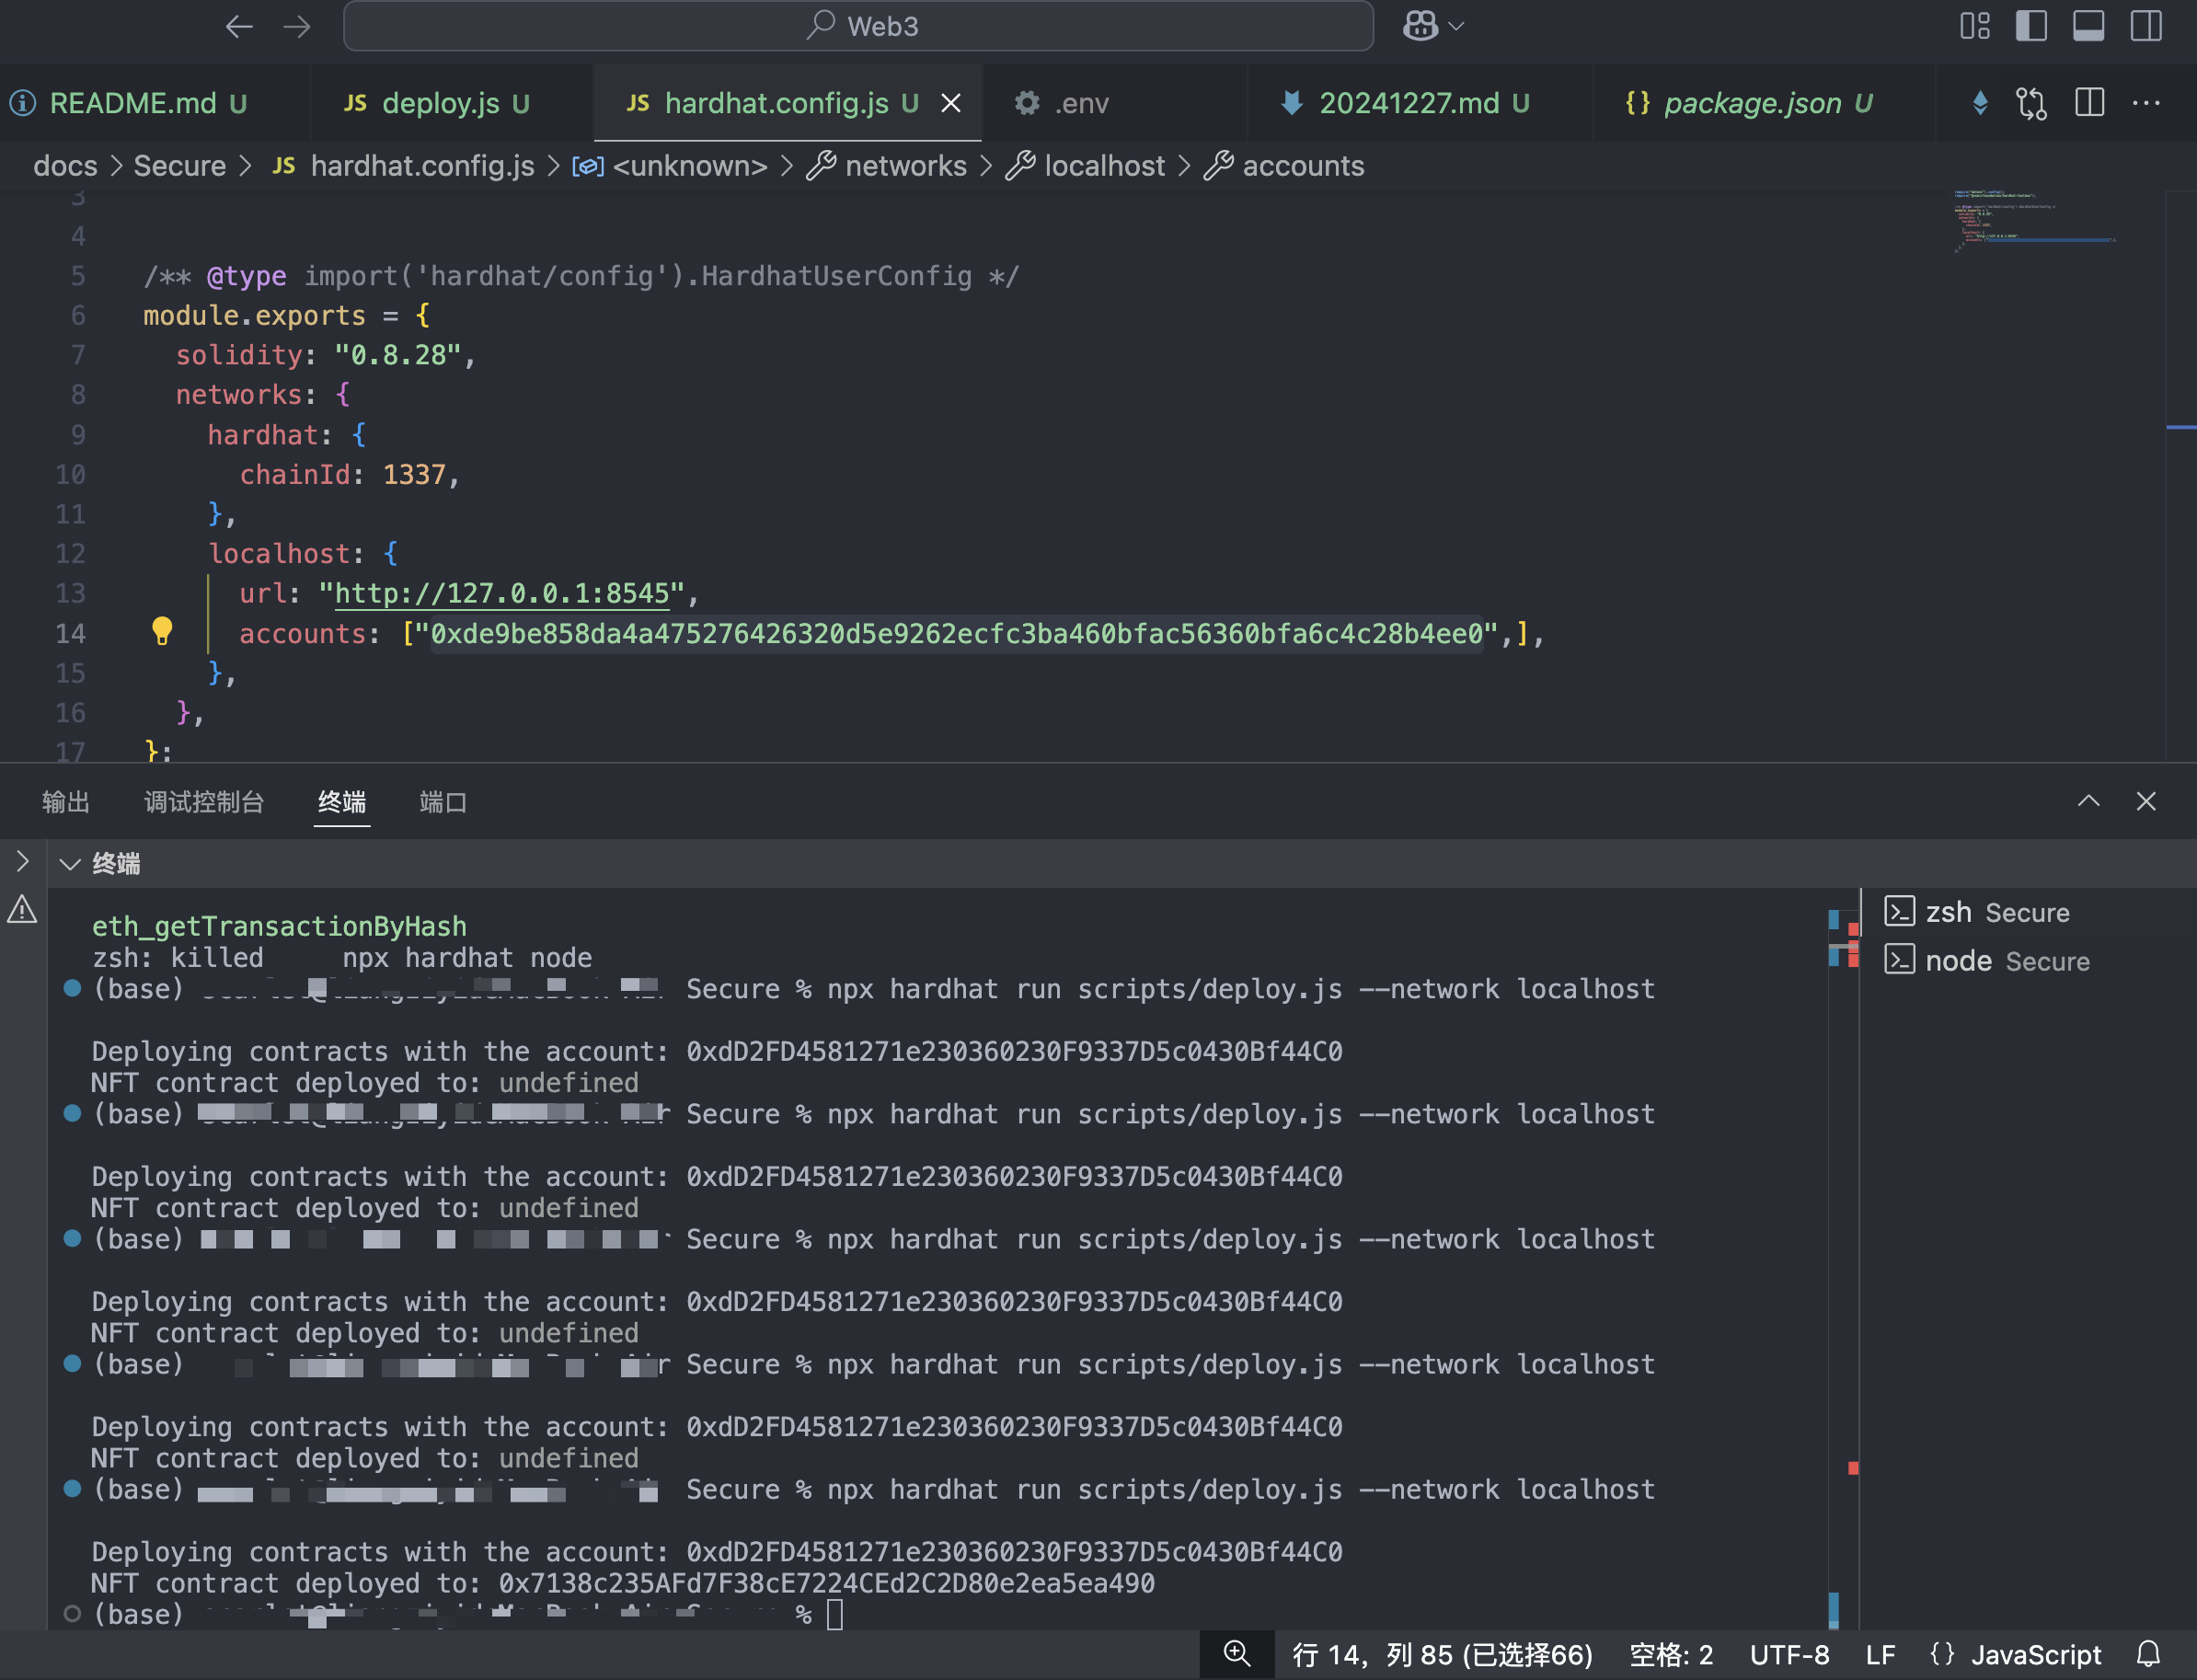 Web3
README.md U
deploy.js U
hardhat.config.js U
.env
20241227.md U
package.json U
docs > Secure > JS hardhat.config.js > <unknown> > networks > localhost > accounts
3
4
5 /** @type import('hardhat/config').HardhatUserConfig */
6 module.exports = {
7 solidity: "0.8.28",
8 networks: {
9 hardhat: {
10 chainId: 1337,
11 },
12 localhost: {
13 url: "http://127.0.0.1:8545",
14 accounts: ["0xde9be858da4a475276426320d5e9262ecfc3ba460bfac56360bfa6c4c28b4ee0",],
15 },
16 },
17 };
输出 调试控制台 终端 端口
终端
eth_getTransactionByHash
zsh: killed npx hardhat node
(base) Secure % npx hardhat run scripts/deploy.js --network localhost
Deploying contracts with the account: 0xdD2FD4581271e230360230F9337D5c0430Bf44C0
NFT contract deployed to: undefined
(base) Secure % npx hardhat run scripts/deploy.js --network localhost
Deploying contracts with the account: 0xdD2FD4581271e230360230F9337D5c0430Bf44C0
NFT contract deployed to: undefined
(base) Secure % npx hardhat run scripts/deploy.js --network localhost
Deploying contracts with the account: 0xdD2FD4581271e230360230F9337D5c0430Bf44C0
NFT contract deployed to: undefined
(base) Secure % npx hardhat run scripts/deploy.js --network localhost
Deploying contracts with the account: 0xdD2FD4581271e230360230F9337D5c0430Bf44C0
NFT contract deployed to: undefined
(base) Secure % npx hardhat run scripts/deploy.js --network localhost
Deploying contracts with the account: 0xdD2FD4581271e230360230F9337D5c0430Bf44C0
NFT contract deployed to: 0x7138c235AFd7F38cE7224CEd2C2D80e2ea5ea490
(base) %
zsh Secure
node Secure
行 14，列 85 (已选择66) 空格: 2 UTF-8 LF {} JavaScript